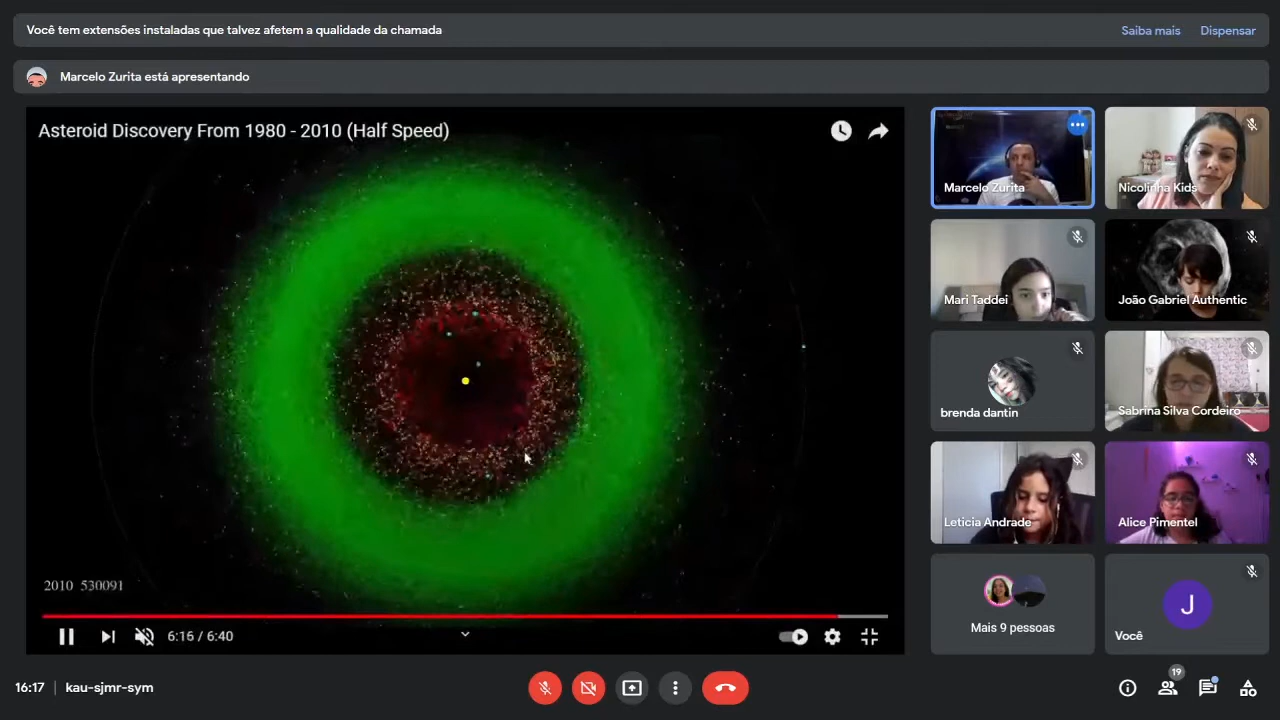 Você tem extensões instaladas que talvez afetem a qualidade da chamada
Saiba mais
Dispensar
Marcelo Zurita está apresentando
Asteroid Discovery From 1980 - 2010 (Half Speed)
Marcelo Zurita
Nicolinha Kids
Mari Taddei
João Gabriel Authentic
brenda dantin
Sabrina Silva Cordeiro
Leticia Andrade
Alice Pimentel
2010 530091
6:16 / 6:40
Mais 9 pessoas
J
Você
16:17 | kau-sjmr-sym
19